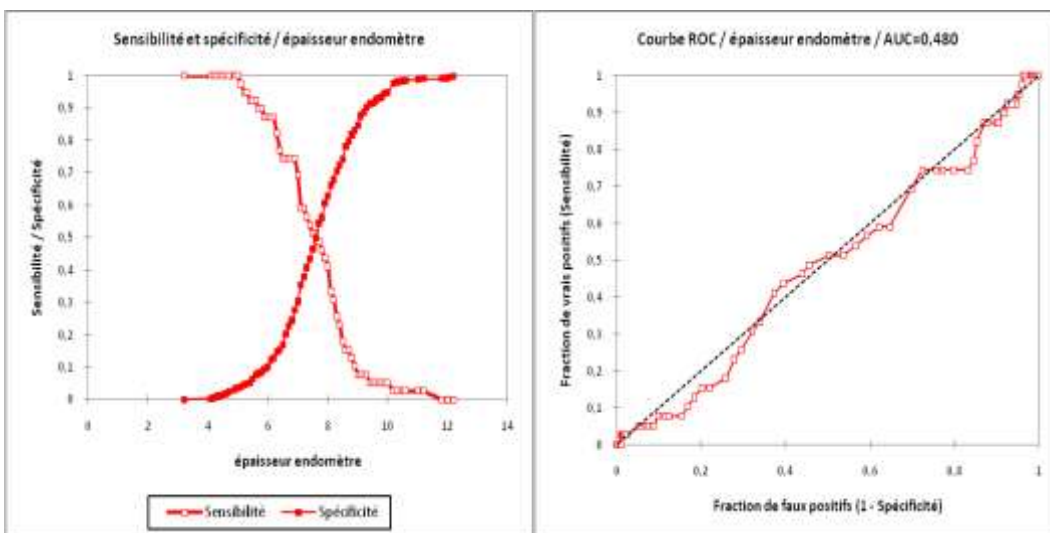 Sensibilité et spécificité / épaisseur endomètre
Sensibilité / Spécificité
1
0,9
0,8
0,7
0,6
0,5
0,4
0,3
0,2
0,1
0
0 2 4 6 8 10 12 14
épaisseur endomètre
Sensibilité Spécificité
Courbe ROC / épaisseur endomètre / AUC=0,480
Fraction de vrais positifs (Sensibilité)
1
0,9
0,8
0,7
0,6
0,5
0,4
0,3
0,2
0,1
0
0 0,2 0,4 0,6 0,8 1
Fraction de faux positifs (1 - Spécificité)